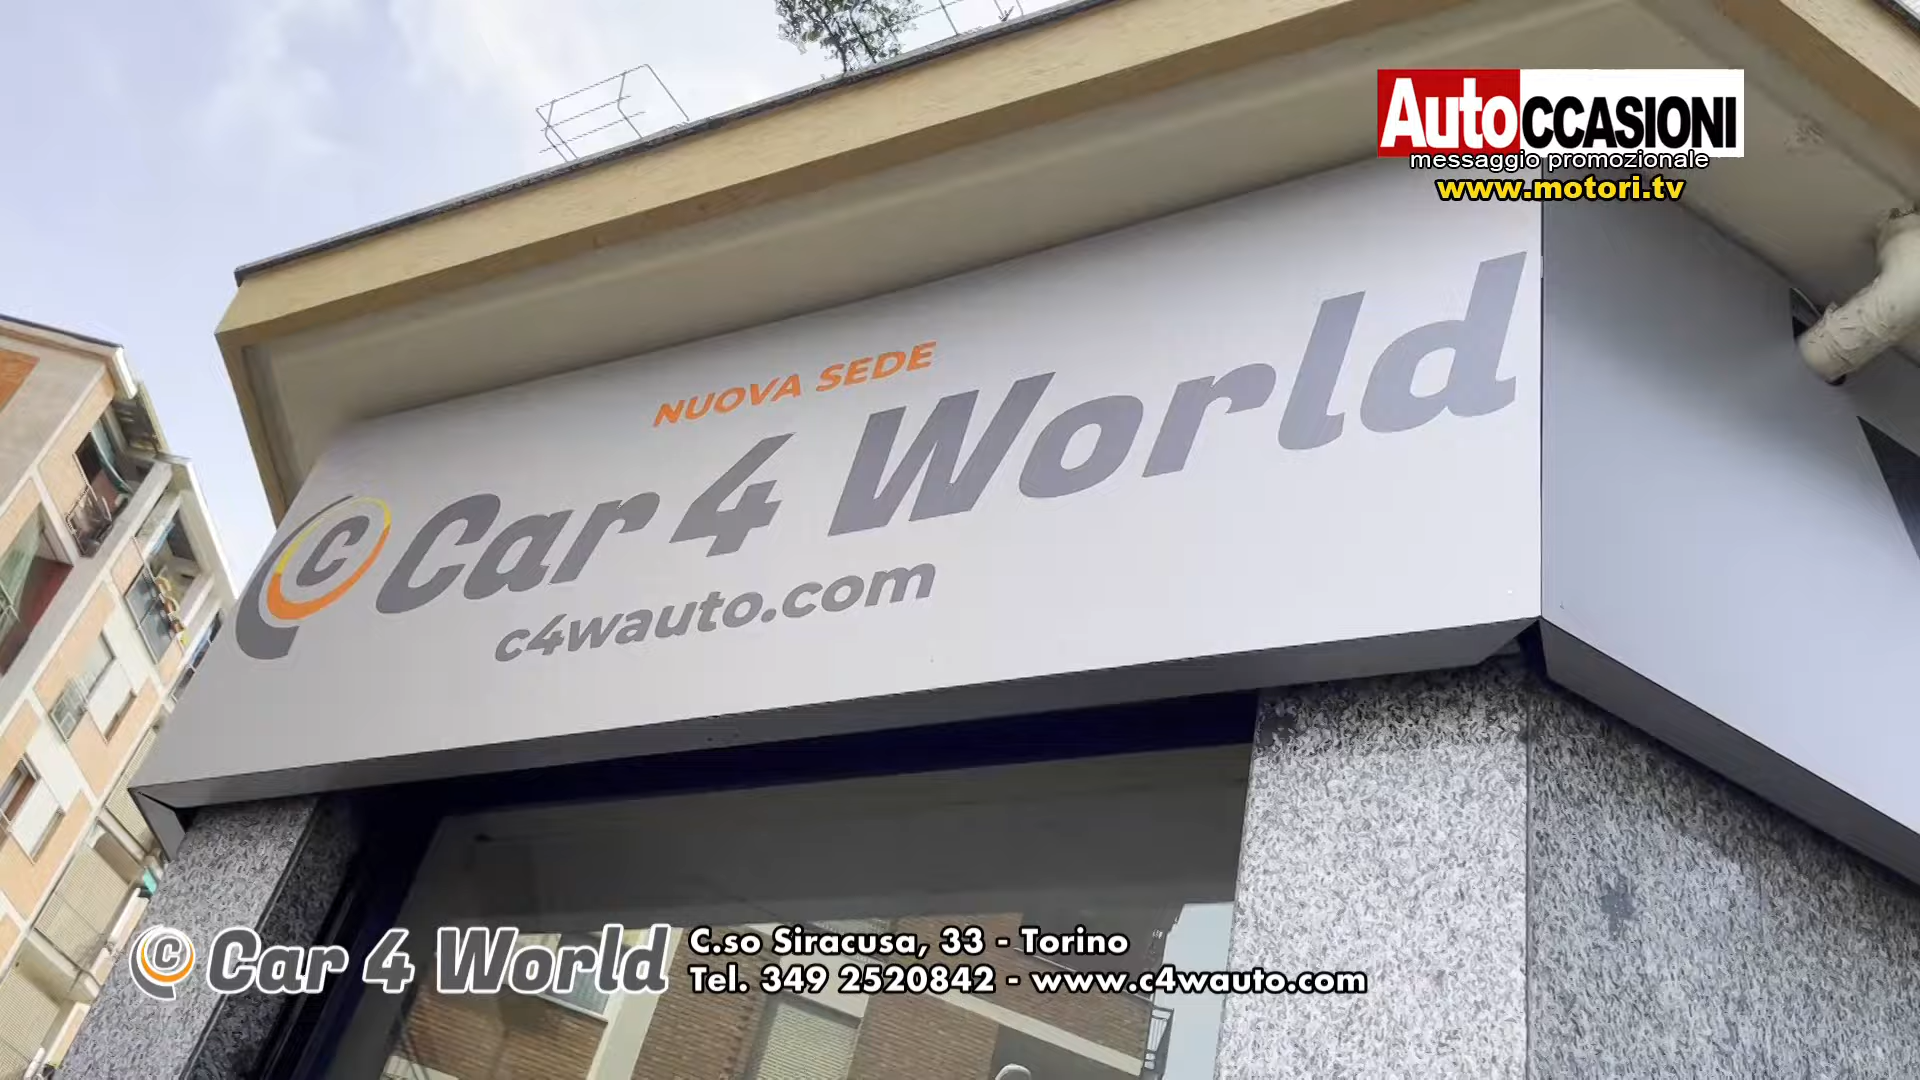 AutOCCASIONI
messaggio promozionale
www.motori.tv
NUOVA SEDE
C Car 4 World
c4wauto.com
C Car 4 World
C.so Siracusa, 33 - Torino
Tel. 349 2520842 - www.c4wauto.com